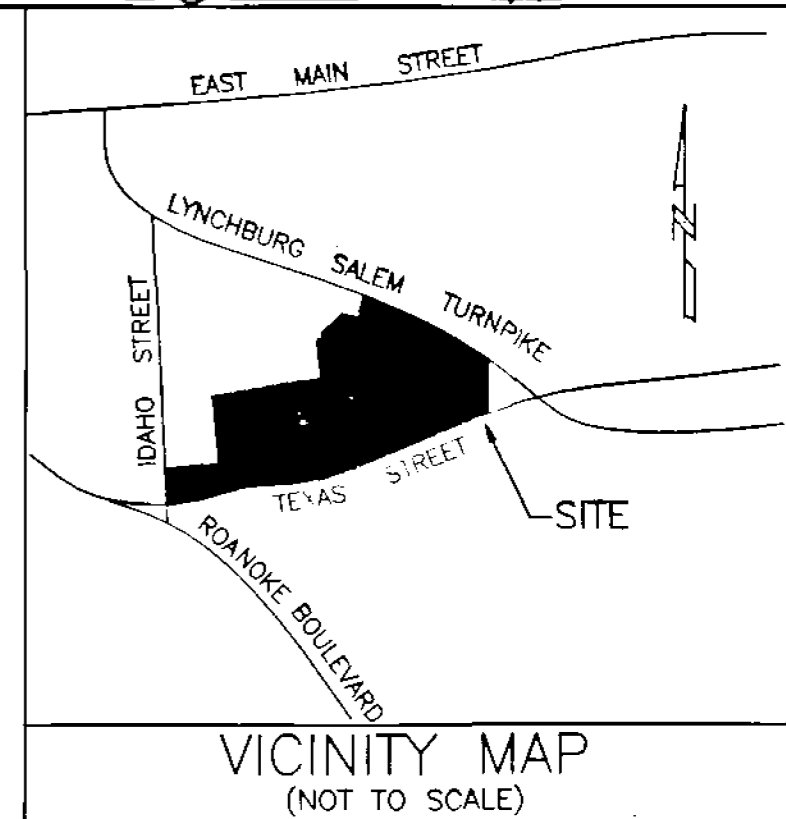 EAST MAIN STREET
N
LYNCHBURG SALEM TURNPIKE
IDAHO STREET
TEXAS STREET
SITE
ROANOKE BOULEVARD
VICINITY MAP
(NOT TO SCALE)